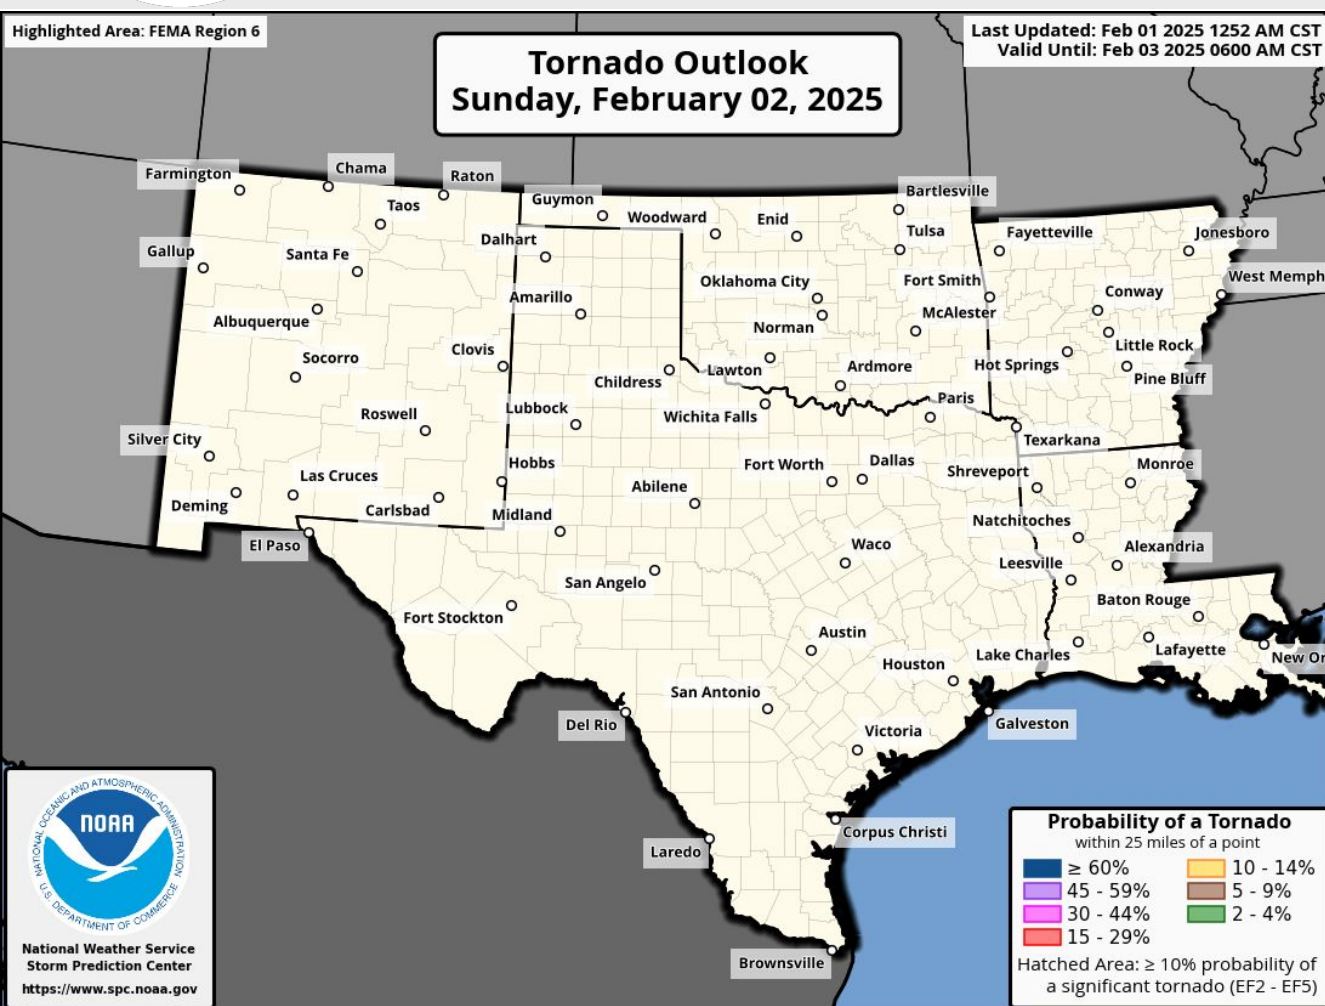 Highlighted Area: FEMA Region 6
Last Updated: Feb 01 2025 1252 AM CST
Valid Until: Feb 03 2025 0600 AM CST
Tornado Outlook
Sunday, February 02, 2025
Farmington
Chama
Raton
Taos
Guymon
Woodward
Enid
Bartlesville
Tulsa
Fayetteville
Jonesboro
Gallup
Santa Fe
Dalhart
Oklahoma City
Fort Smith
West Memph
Conway
Amarillo
Albuquerque
Norman
McAlester
Little Rock
Socorro
Clovis
Childress
Lawton
Ardmore
Hot Springs
Pine Bluff
Roswell
Lubbock
Wichita Falls
Paris
Texarkana
Silver City
Las Cruces
Hobbs
Fort Worth
Dallas
Shreveport
Monroe
Deming
Carlsbad
Midland
Abilene
Natchitoches
El Paso
Waco
Alexandria
San Angelo
Leesville
Fort Stockton
Baton Rouge
Austin
Houston
Lake Charles
Lafayette
New Or
San Antonio
Del Rio
Victoria
Galveston
Laredo
Corpus Christi
Brownsville
NATIONAL OCEANIC AND ATMOSPHERIC ADMINISTRATION
NOAA
U.S. DEPARTMENT OF COMMERCE
National Weather Service
Storm Prediction Center
https://www.spc.noaa.gov
Probability of a Tornado
within 25 miles of a point
≥ 60%
10 - 14%
45 - 59%
5 - 9%
30 - 44%
2 - 4%
15 - 29%
Hatched Area: ≥ 10% probability of
a significant tornado (EF2 - EF5)